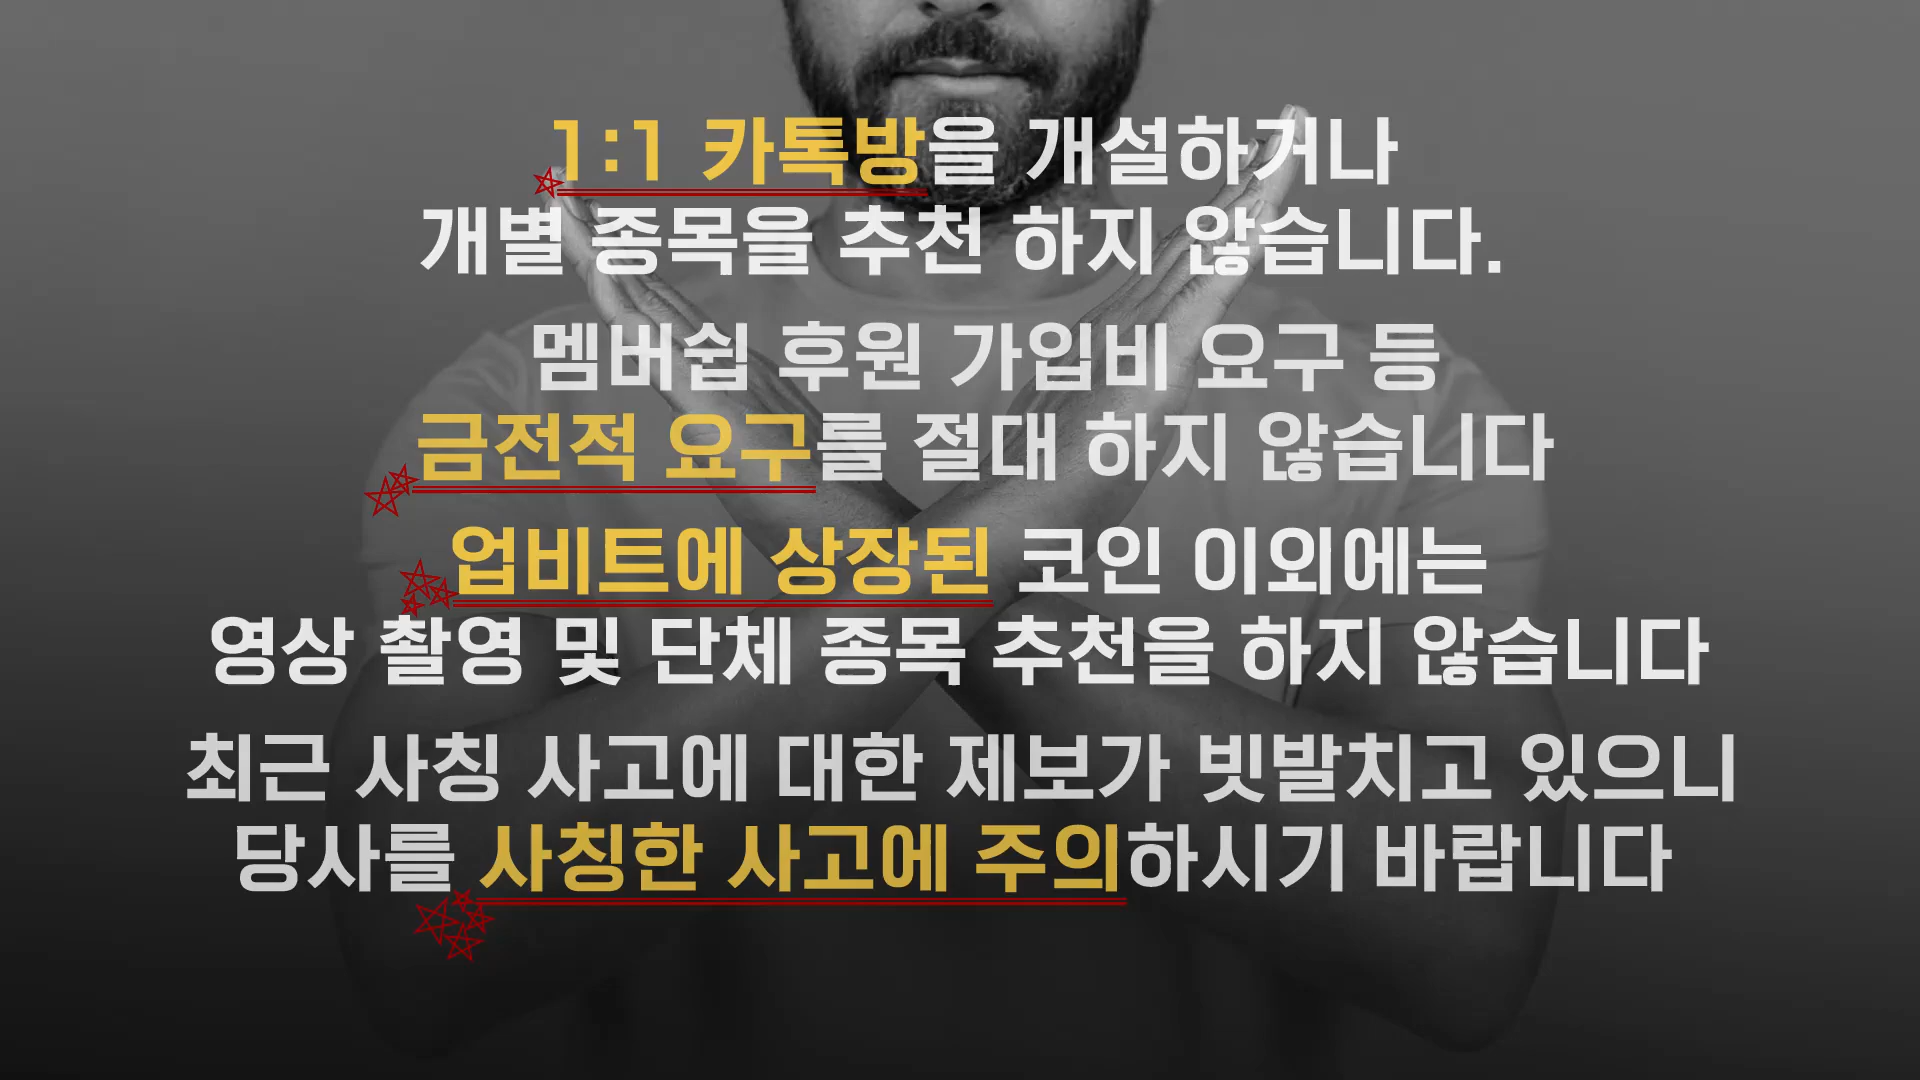 1:1 카톡방을 개설하거나
개별 종목을 추천 하지 않습니다.
멤버쉽 후원 가입비 요구 등
금전적 요구를 절대 하지 않습니다
업비트에 상장된 코인 이외에는
영상 촬영 및 단체 종목 추천을 하지 않습니다
최근 사칭 사고에 대한 제보가 빗발치고 있으니
당사를 사칭한 사고에 주의하시기 바랍니다